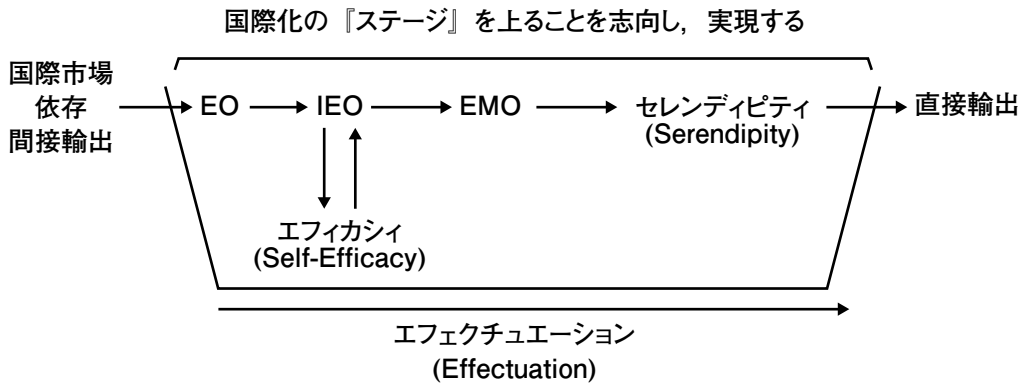 国際化の『ステージ』を上ることを志向し，実現する
国際市場
依存
間接輸出
EO
IEO
EMO
セレンディピティ
(Serendipity)
直接輸出
エフィカシィ
(Self-Efficacy)
エフェクチュエーション
(Effectuation)